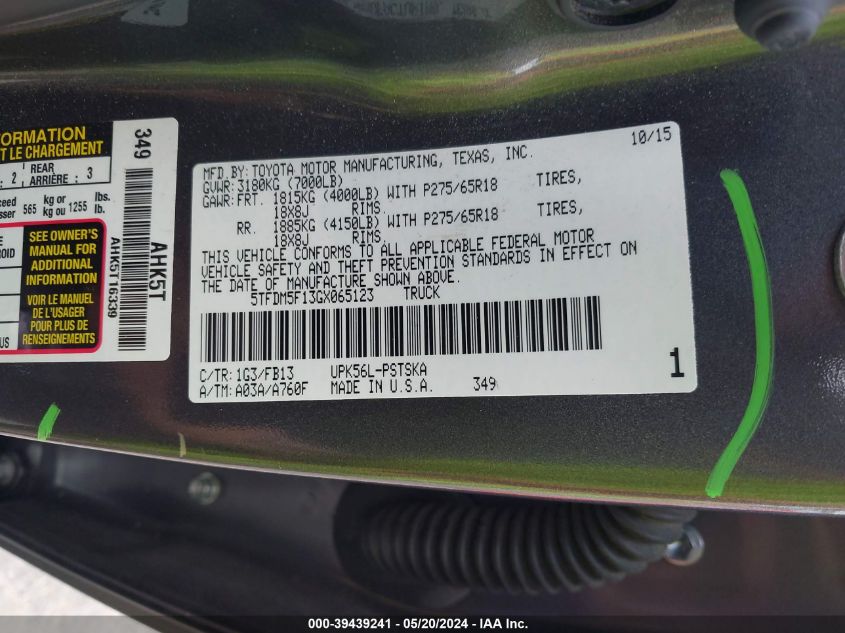 FORMATION
T LE CHARGEMENT
: 2 REAR ARRIÈRE : 3
565 kg or kg ou 1255 lbs. lb.
SEE OWNER'S
MANUAL FOR
ADDITIONAL
INFORMATION
VOIR LE MANUEL
DE L'USAGER
POUR PLUS DE
RENSEIGNEMENTS
US
349
AHK5T16339
AHK5T
10/15
MFD.BY:TOYOTA MOTOR MANUFACTURING, TEXAS, INC.
GVWR:3180KG (7000LB)
GAWR:FRT. 1815KG (4000LB) WITH P275/65R18 TIRES,
18X8J RIMS.
RR. 1885KG (4150LB) WITH P275/65R18 TIRES,
18X8J RIMS.
THIS VEHICLE CONFORMS TO ALL APPLICABLE FEDERAL MOTOR
VEHICLE SAFETY AND THEFT PREVENTION STANDARDS IN EFFECT ON
THE DATE OF MANUFACTURE SHOWN ABOVE.
5TFDM5F13GX065123 TRUCK
C/TR:1G3/FB13 UPK56L-PSTSKA
A/TM:A03A/A760F MADE IN U.S.A. 349
1
000-39439241 - 05/20/2024 - IAA Inc.